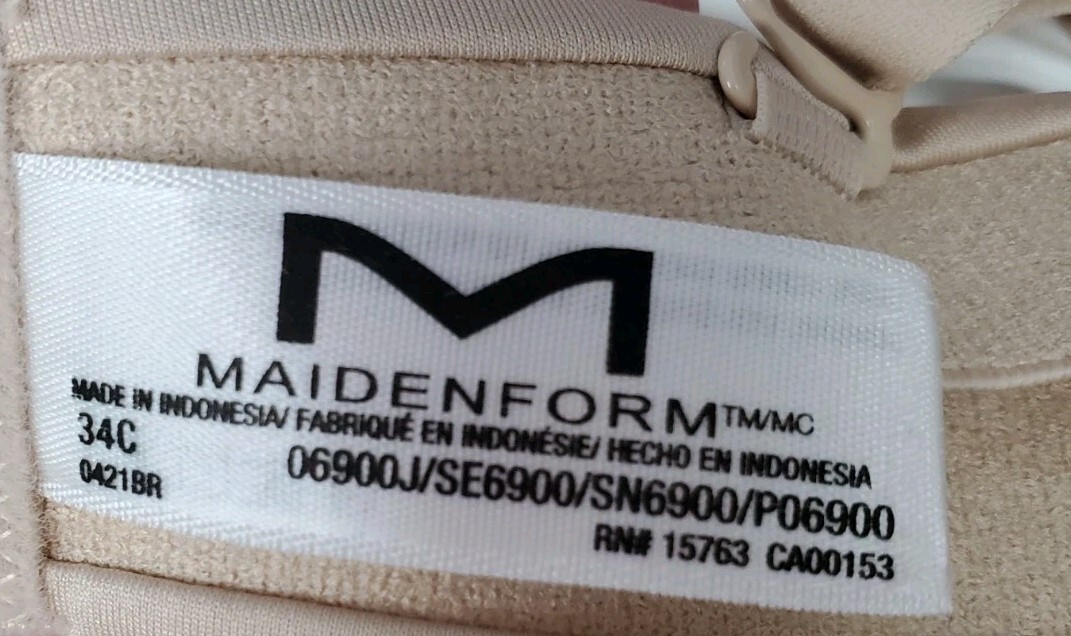 M
MAIDENFORM™/MC
MADE IN INDONESIA/ FABRIQUÉ EN INDONÉSIE/ HECHO EN INDONESIA
34C
06900J/SE6900/SN6900/P06900
0421BR
RN# 15763 CA00153